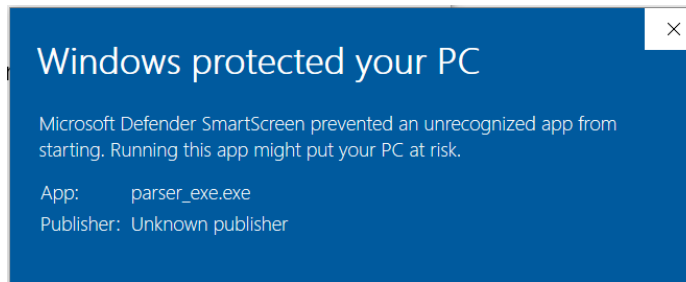 Windows protected your PC
Microsoft Defender SmartScreen prevented an unrecognized app from
starting. Running this app might put your PC at risk.
App: parser_exe.exe
Publisher: Unknown publisher